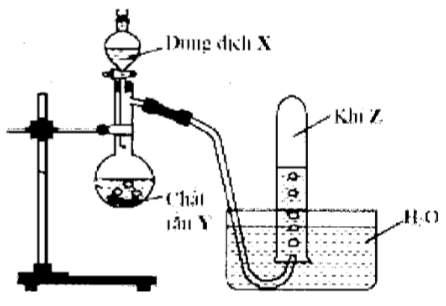 Dung dịch X
Khí Z
Chất
rắn Y
H₂O